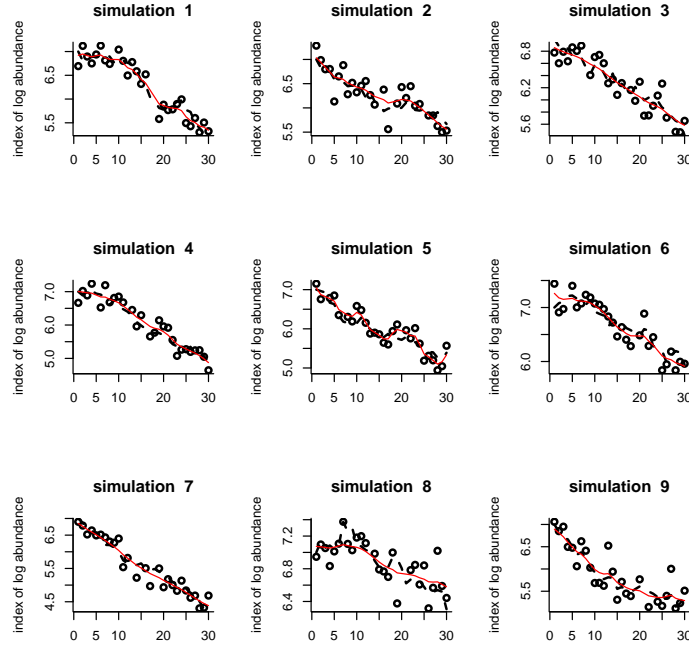 simulation 1
index of log abundance
6.5
5.5
0 5 10 20 30
simulation 2
index of log abundance
6.5
5.5
0 5 10 20 30
simulation 3
index of log abundance
6.8
6.2
5.6
0 5 10 20 30
simulation 4
index of log abundance
7.0
6.0
5.0
0 5 10 20 30
simulation 5
index of log abundance
7.0
6.0
5.0
0 5 10 20 30
simulation 6
index of log abundance
7.0
6.0
0 5 10 20 30
simulation 7
index of log abundance
6.5
5.5
4.5
0 5 10 20 30
simulation 8
index of log abundance
7.2
6.8
6.4
0 5 10 20 30
simulation 9
index of log abundance
6.5
5.5
0 5 10 20 30